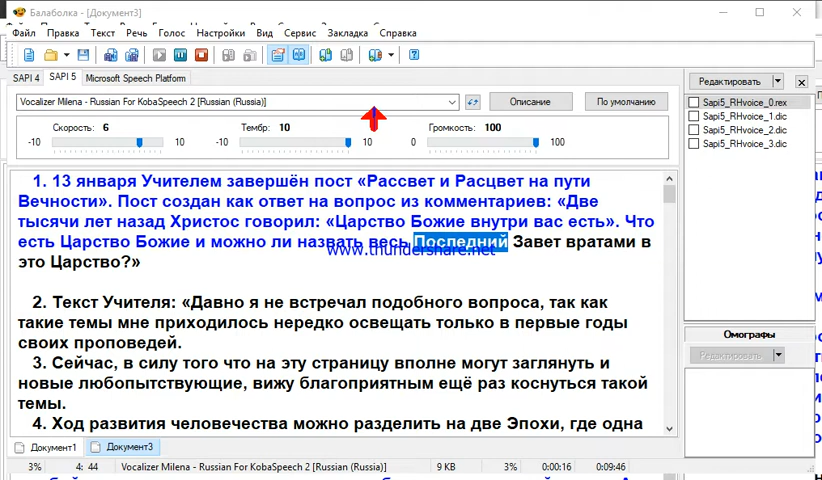 Балаболка - [Документ3]
Файл Правка Текст Речь Голос Настройки Вид Сервис Закладка Справка
SAPI 4 SAPI 5 Microsoft Speech Platform
Vocalizer Milena - Russian For KobaSpeech 2 [Russian (Russia)]
Описание
По умолчанию
Скорость: 6 Тембр: 10 Громкость: 100
-10 10 -10 10 0 100
Редактировать
Sapi5_RHvoice_0.rex
Sapi5_RHvoice_1.dic
Sapi5_RHvoice_2.dic
Sapi5_RHvoice_3.dic
1. 13 января Учителем завершён пост «Рассвет и Расцвет на пути
Вечности». Пост создан как ответ на вопрос из комментариев: «Две
тысячи лет назад Христос говорил: «Царство Божие внутри вас есть». Что
есть Царство Божие и можно ли назвать весь Последний Завет вратами в
www.thundershare.net
это Царство?»
2. Текст Учителя: «Давно я не встречал подобного вопроса, так как
такие темы мне приходилось нередко освещать только в первые годы
своих проповедей.
3. Сейчас, в силу того что на эту страницу вполне могут заглянуть и
новые любопытствующие, вижу благоприятным ещё раз коснуться такой
темы.
4. Ход развития человечества можно разделить на две Эпохи, где одна
Омографы
Редактировать
Документ1 Документ3
3% 4: 44 Vocalizer Milena - Russian For KobaSpeech 2 [Russian (Russia)] 9 KB 3% 0:00:16 0:09:46